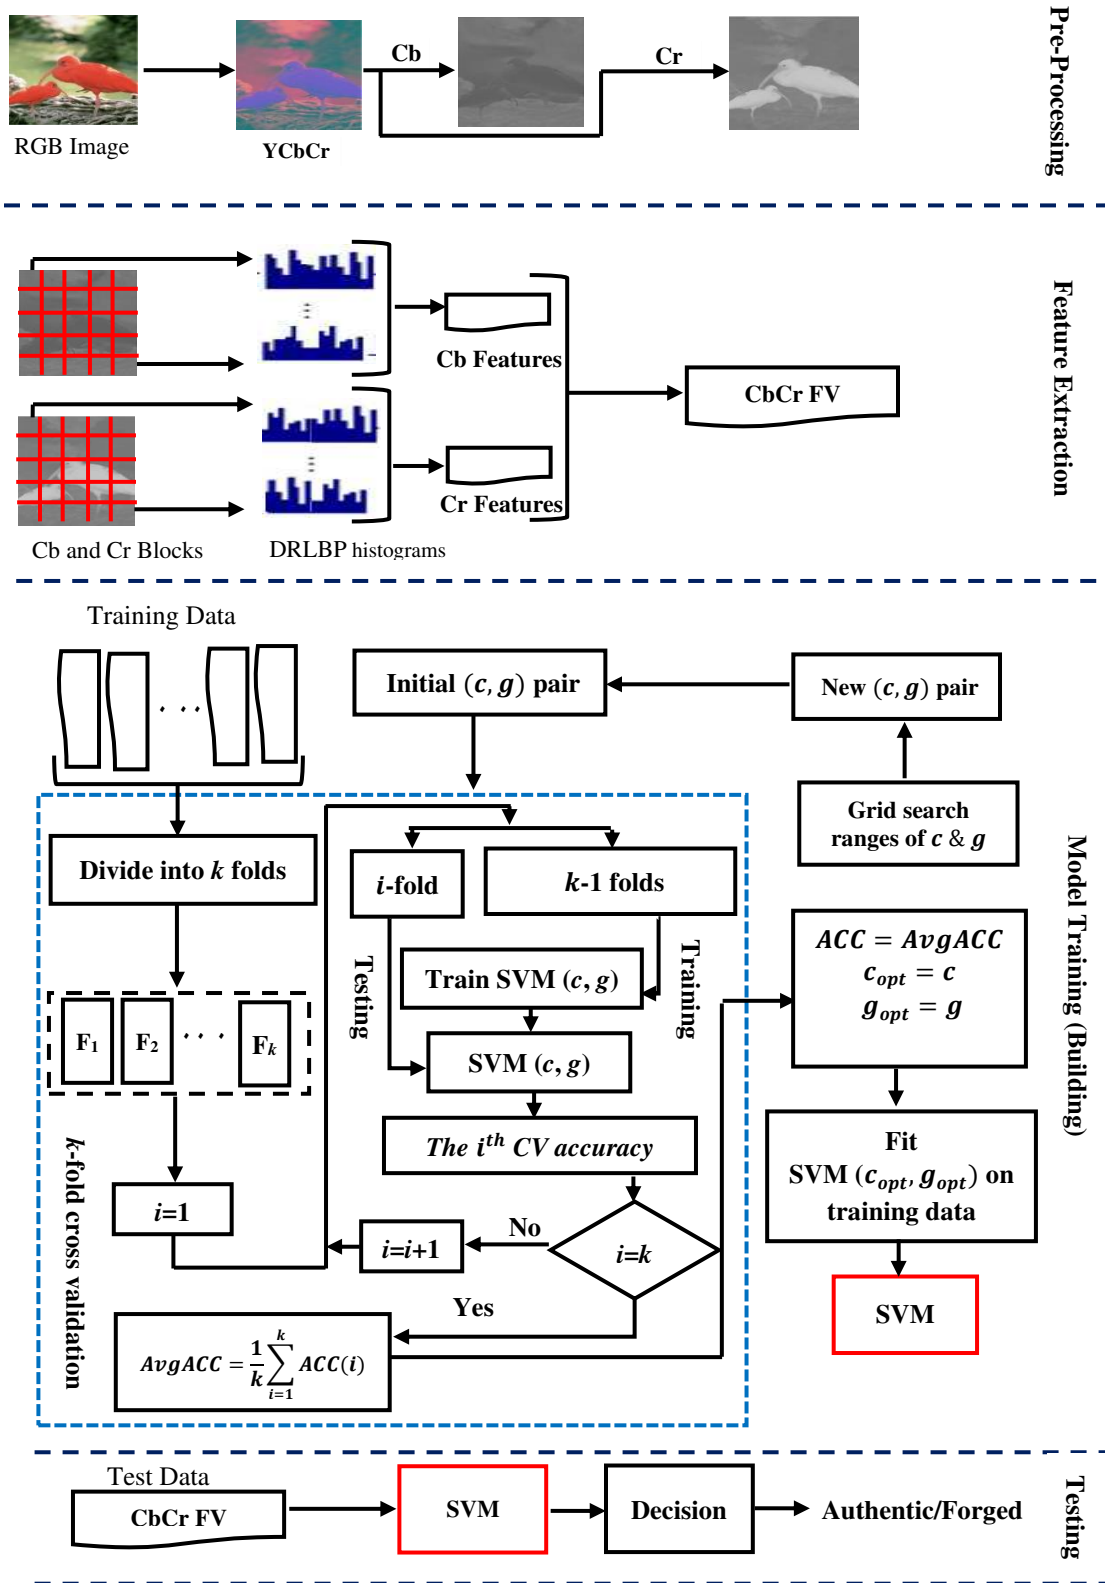 Cb
Cr
RGB Image
YCbCr
Pre-Processing
Cb Features
CbCr FV
Cr Features
Cb and Cr Blocks
DRLBP histograms
Feature Extraction
Training Data
Initial (c, g) pair
New (c, g) pair
Grid search
ranges of c & g
Divide into k folds
i-fold
k-1 folds
Testing
Training
Train SVM (c, g)
SVM (c, g)
F1
F2
. . .
Fk
The i^th CV accuracy
i=1
i=i+1
No
i=k
Yes
AvgACC = 1/k ∑_{i=1}^{k} ACC(i)
k-fold cross validation
ACC = AvgACC
c_opt = c
g_opt = g
Fit
SVM (c_opt, g_opt) on
training data
SVM
Model Training (Building)
Test Data
CbCr FV
SVM
Decision
Authentic/Forged
Testing